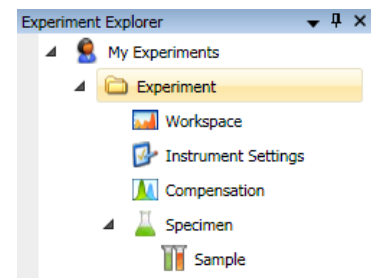 Experiment Explorer
My Experiments
Experiment
Workspace
Instrument Settings
Compensation
Specimen
Sample